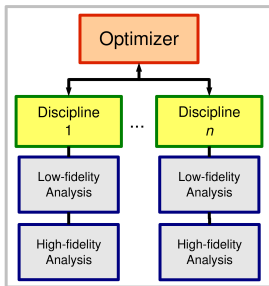 Optimizer
Discipline
1
...
Discipline
n
Low-fidelity
Analysis
Low-fidelity
Analysis
High-fidelity
Analysis
High-fidelity
Analysis